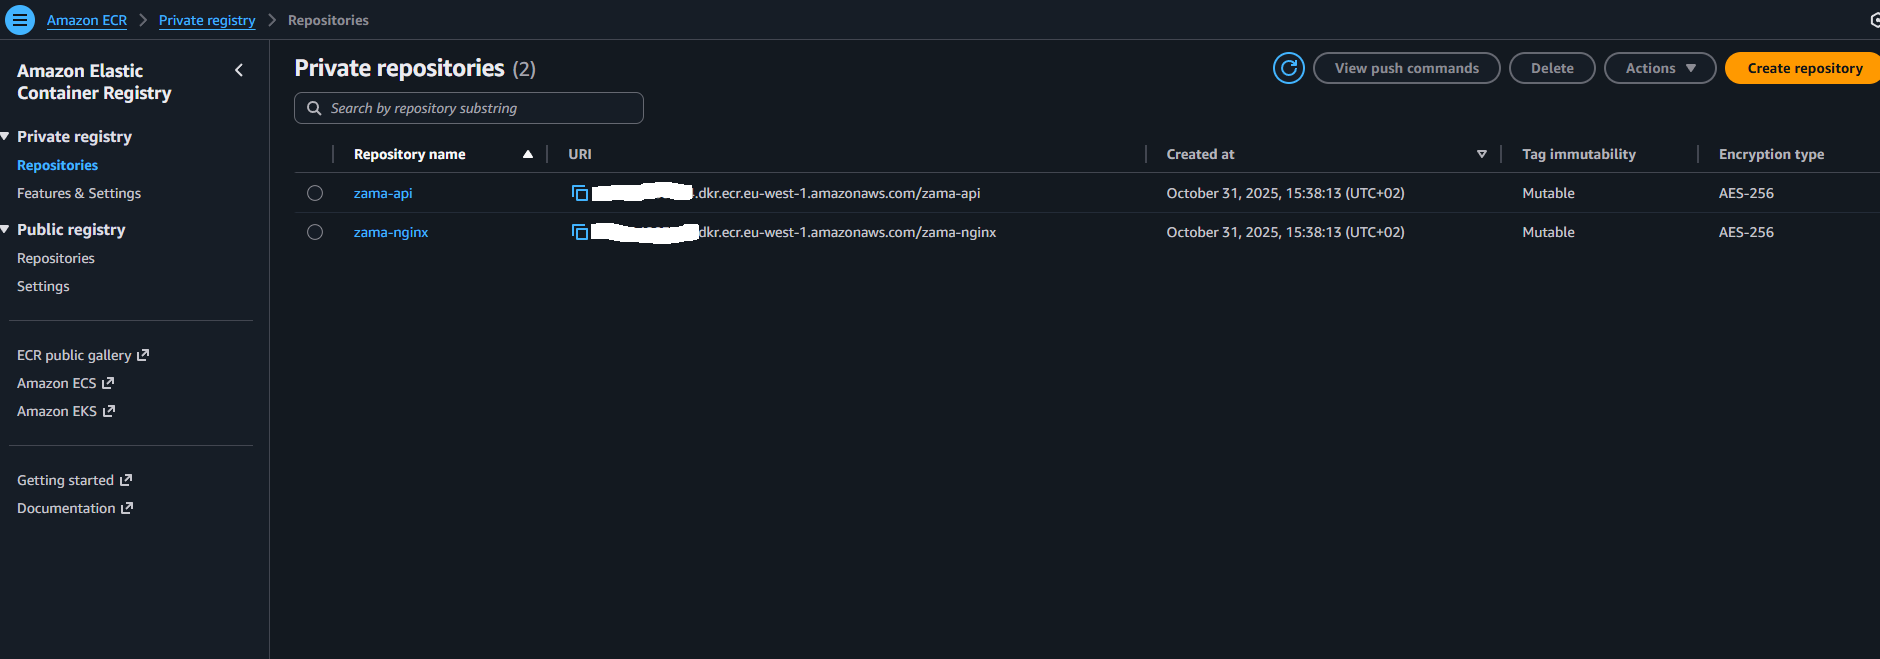 Amazon ECR > Private registry > Repositories
Amazon Elastic
Container Registry
Private registry
Repositories
Features & Settings
Public registry
Repositories
Settings
ECR public gallery
Amazon ECS
Amazon EKS
Getting started
Documentation
Private repositories (2)
View push commands
Delete
Actions
Create repository
Search by repository substring
Repository name URI Created at Tag immutability Encryption type
zama-api .dkr.ecr.eu-west-1.amazonaws.com/zama-api October 31, 2025, 15:38:13 (UTC+02) Mutable AES-256
zama-nginx dkr.ecr.eu-west-1.amazonaws.com/zama-nginx October 31, 2025, 15:38:13 (UTC+02) Mutable AES-256